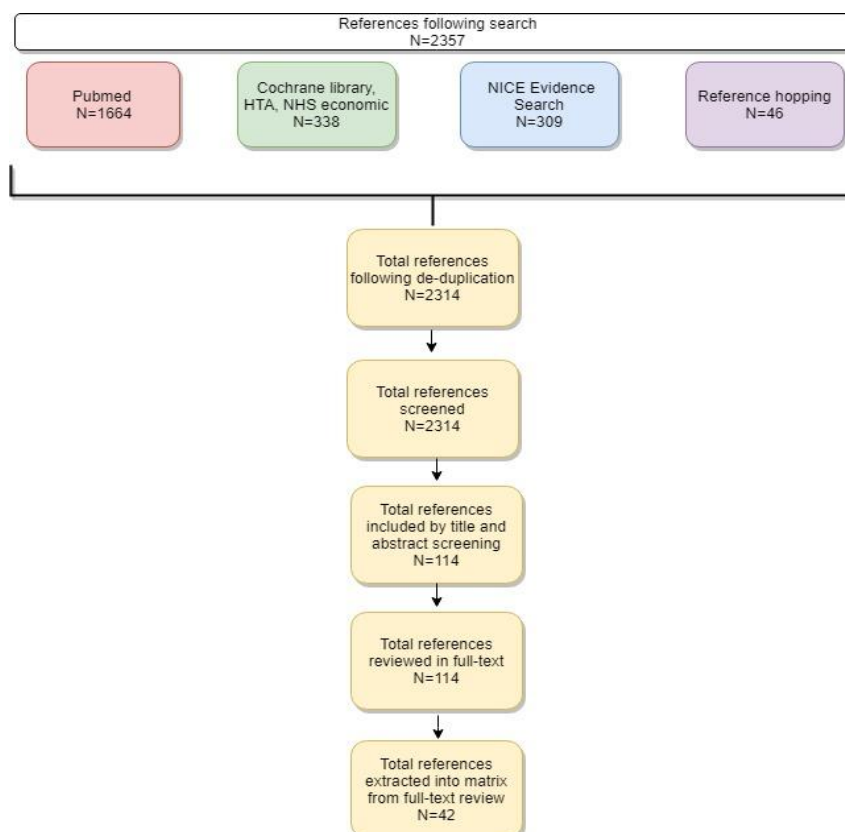 References following search
N=2357
Pubmed
N=1664
Cochrane library,
HTA, NHS economic
N=338
NICE Evidence
Search
N=309
Reference hopping
N=46
Total references
following de-duplication
N=2314
Total references
screened
N=2314
Total references
included by title and
abstract screening
N=114
Total references
reviewed in full-text
N=114
Total references
extracted into matrix
from full-text review
N=42